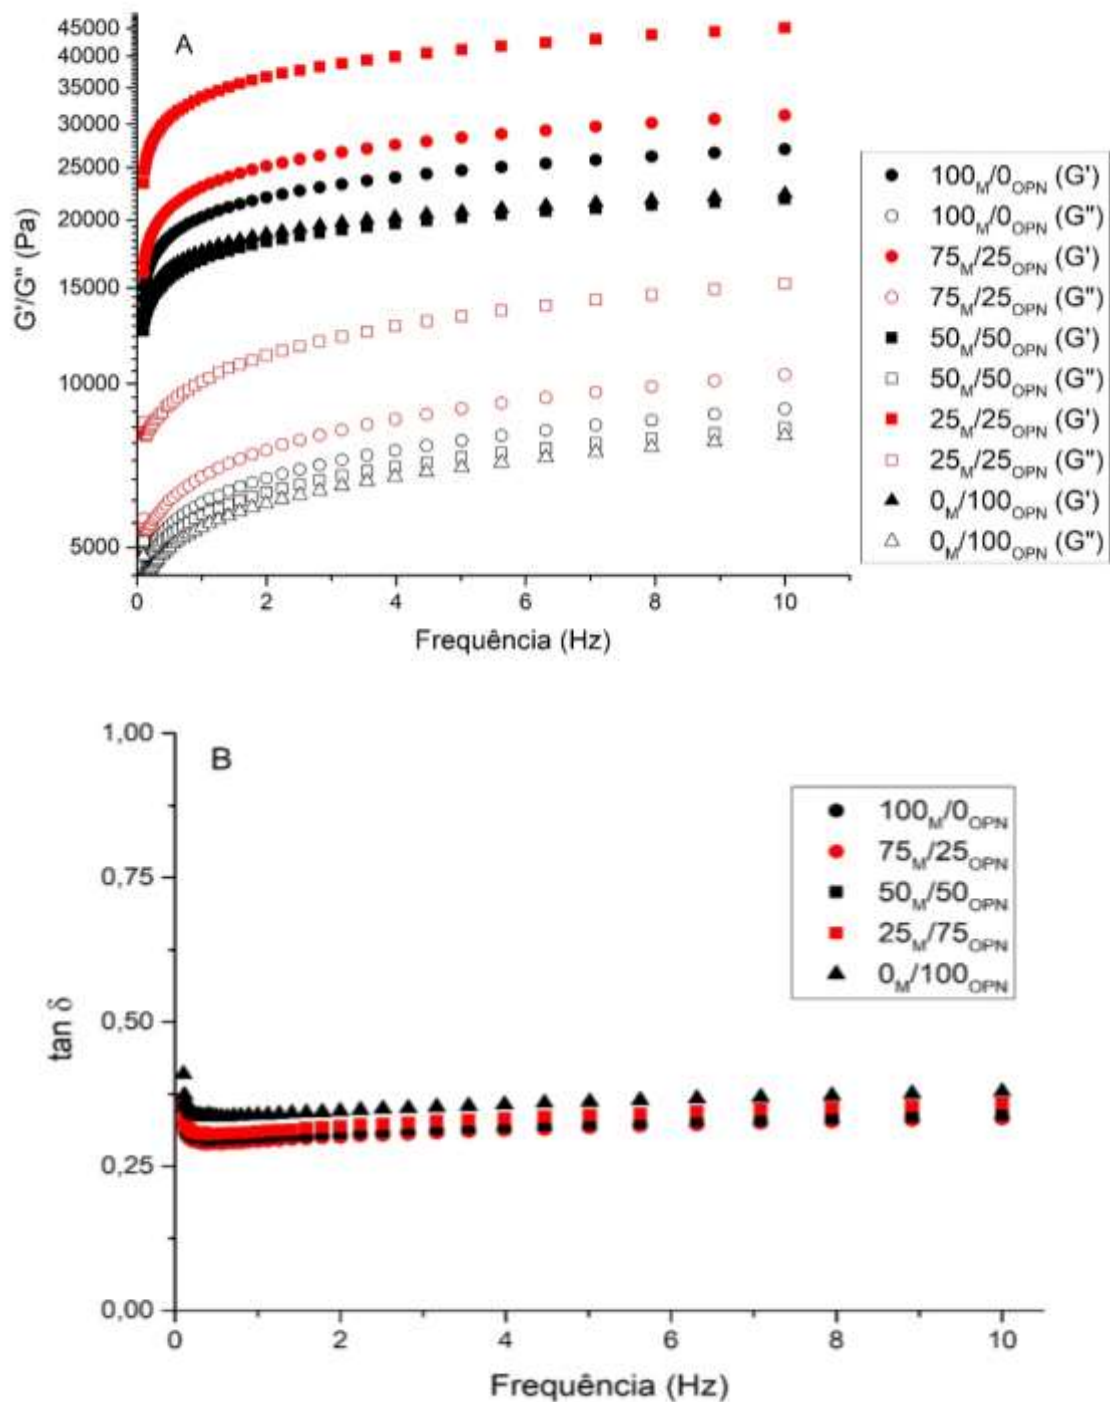 A
45000
40000
35000
30000
25000
20000
15000
10000
5000
G'/G" (Pa)
0 2 4 6 8 10
Frequência (Hz)
100M/0OPN (G')
100M/0OPN (G")
75M/25OPN (G')
75M/25OPN (G")
50M/50OPN (G')
50M/50OPN (G")
25M/25OPN (G')
25M/25OPN (G")
0M/100OPN (G')
0M/100OPN (G")
B
1,00
0,75
0,50
0,25
0,00
tan δ
0 2 4 6 8 10
Frequência (Hz)
100M/0OPN
75M/25OPN
50M/50OPN
25M/75OPN
0M/100OPN